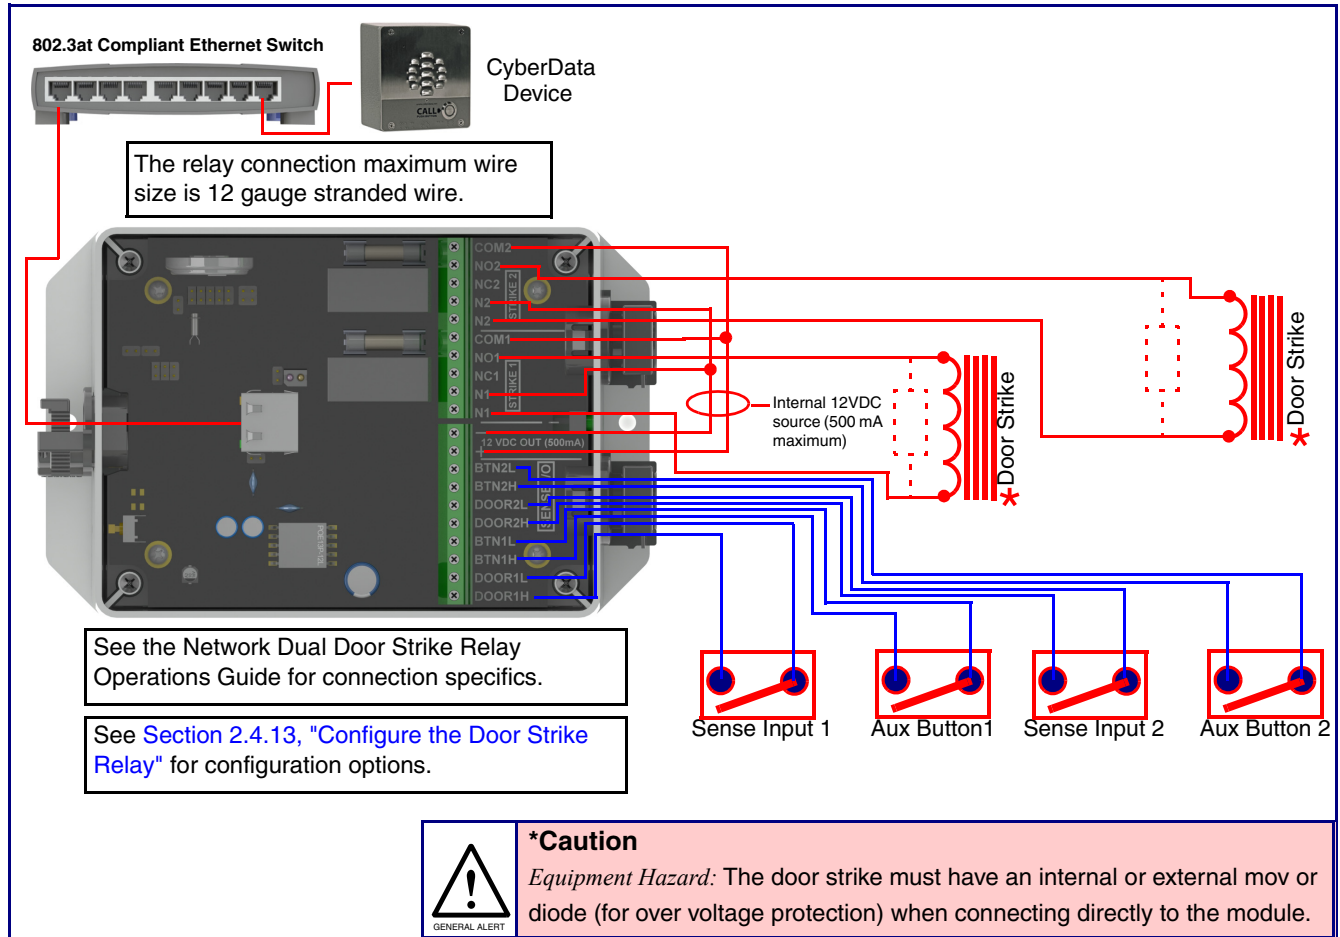 802.3at Compliant Ethernet Switch
CyberData
Device
CALL
The relay connection maximum wire
size is 12 gauge stranded wire.
COM2
NO2
NC2
N2
N2
STRIKE 2
COM1
NO1
NC1
N1
N1
STRIKE 1
12 VDC OUT (500mA)
−
+
BTN2L
BTN2H
DOOR2L
DOOR2H
BTN1L
BTN1H
DOOR1L
DOOR1H
Internal 12VDC
source (500 mA
maximum)
*Door Strike
*Door Strike
Sense Input 1
Aux Button1
Sense Input 2
Aux Button 2
See the Network Dual Door Strike Relay
Operations Guide for connection specifics.
See Section 2.4.13, "Configure the Door Strike
Relay" for configuration options.
GENERAL ALERT
*Caution
Equipment Hazard: The door strike must have an internal or external mov or
diode (for over voltage protection) when connecting directly to the module.